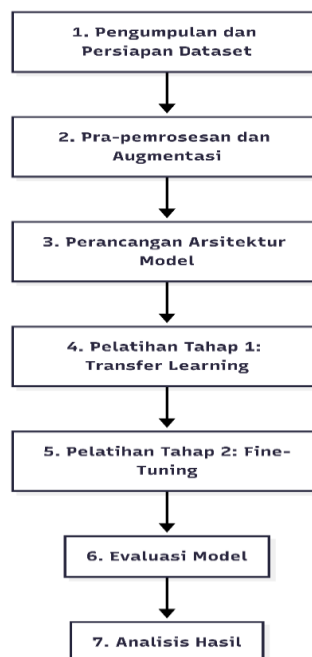 1. Pengumpulan dan
Persiapan Dataset
2. Pra-pemrosesan dan
Augmentasi
3. Perancangan Arsitektur
Model
4. Pelatihan Tahap 1:
Transfer Learning
5. Pelatihan Tahap 2: Fine-
Tuning
6. Evaluasi Model
7. Analisis Hasil